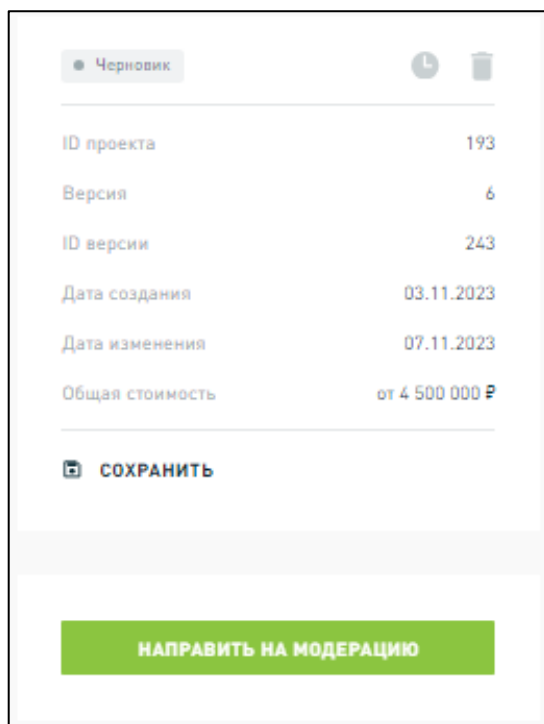 Черновик
ID проекта 193
Версия 6
ID версии 243
Дата создания 03.11.2023
Дата изменения 07.11.2023
Общая стоимость от 4 500 000 ₽
СОХРАНИТЬ
НАПРАВИТЬ НА МОДЕРАЦИЮ